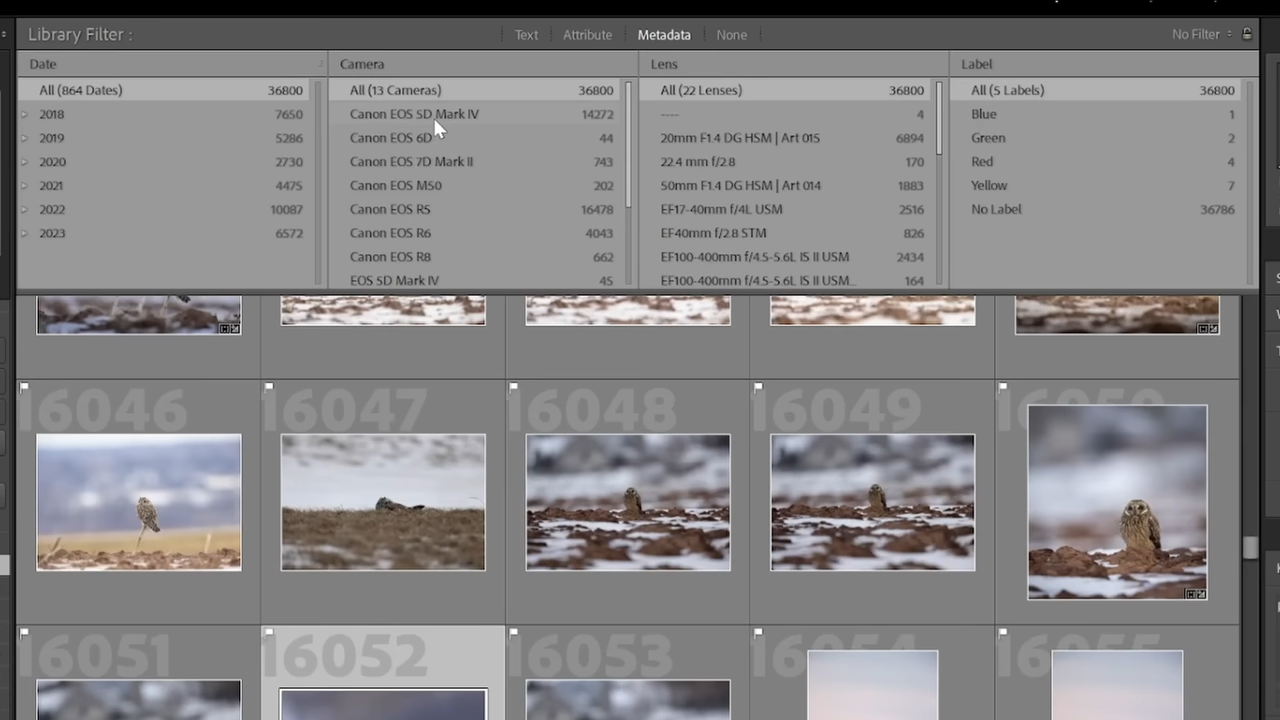 Library Filter :
Text Attribute Metadata None
No Filter
Date Camera Lens Label
All (864 Dates) 36800 All (13 Cameras) 36800 All (22 Lenses) 36800 All (5 Labels) 36800
2018 7650 Canon EOS 5D Mark IV 14272 ---- 4 Blue 1
2019 5286 Canon EOS 6D 44 20mm F1.4 DG HSM | Art 015 6894 Green 2
2020 2730 Canon EOS 7D Mark II 743 22.4 mm f/2.8 170 Red 4
2021 4475 Canon EOS M50 202 50mm F1.4 DG HSM | Art 014 1883 Yellow 7
2022 10087 Canon EOS R5 16478 EF17-40mm f/4L USM 2516 No Label 36786
2023 6572 Canon EOS R6 4043 EF40mm f/2.8 STM 826
Canon EOS R8 662 EF100-400mm f/4.5-5.6L IS II USM 2434
EOS 5D Mark IV 45 EF100-400mm f/4.5-5.6L IS II USM... 164
16046 16047 16048 16049 16050
16051 16052 16053 16054 16055